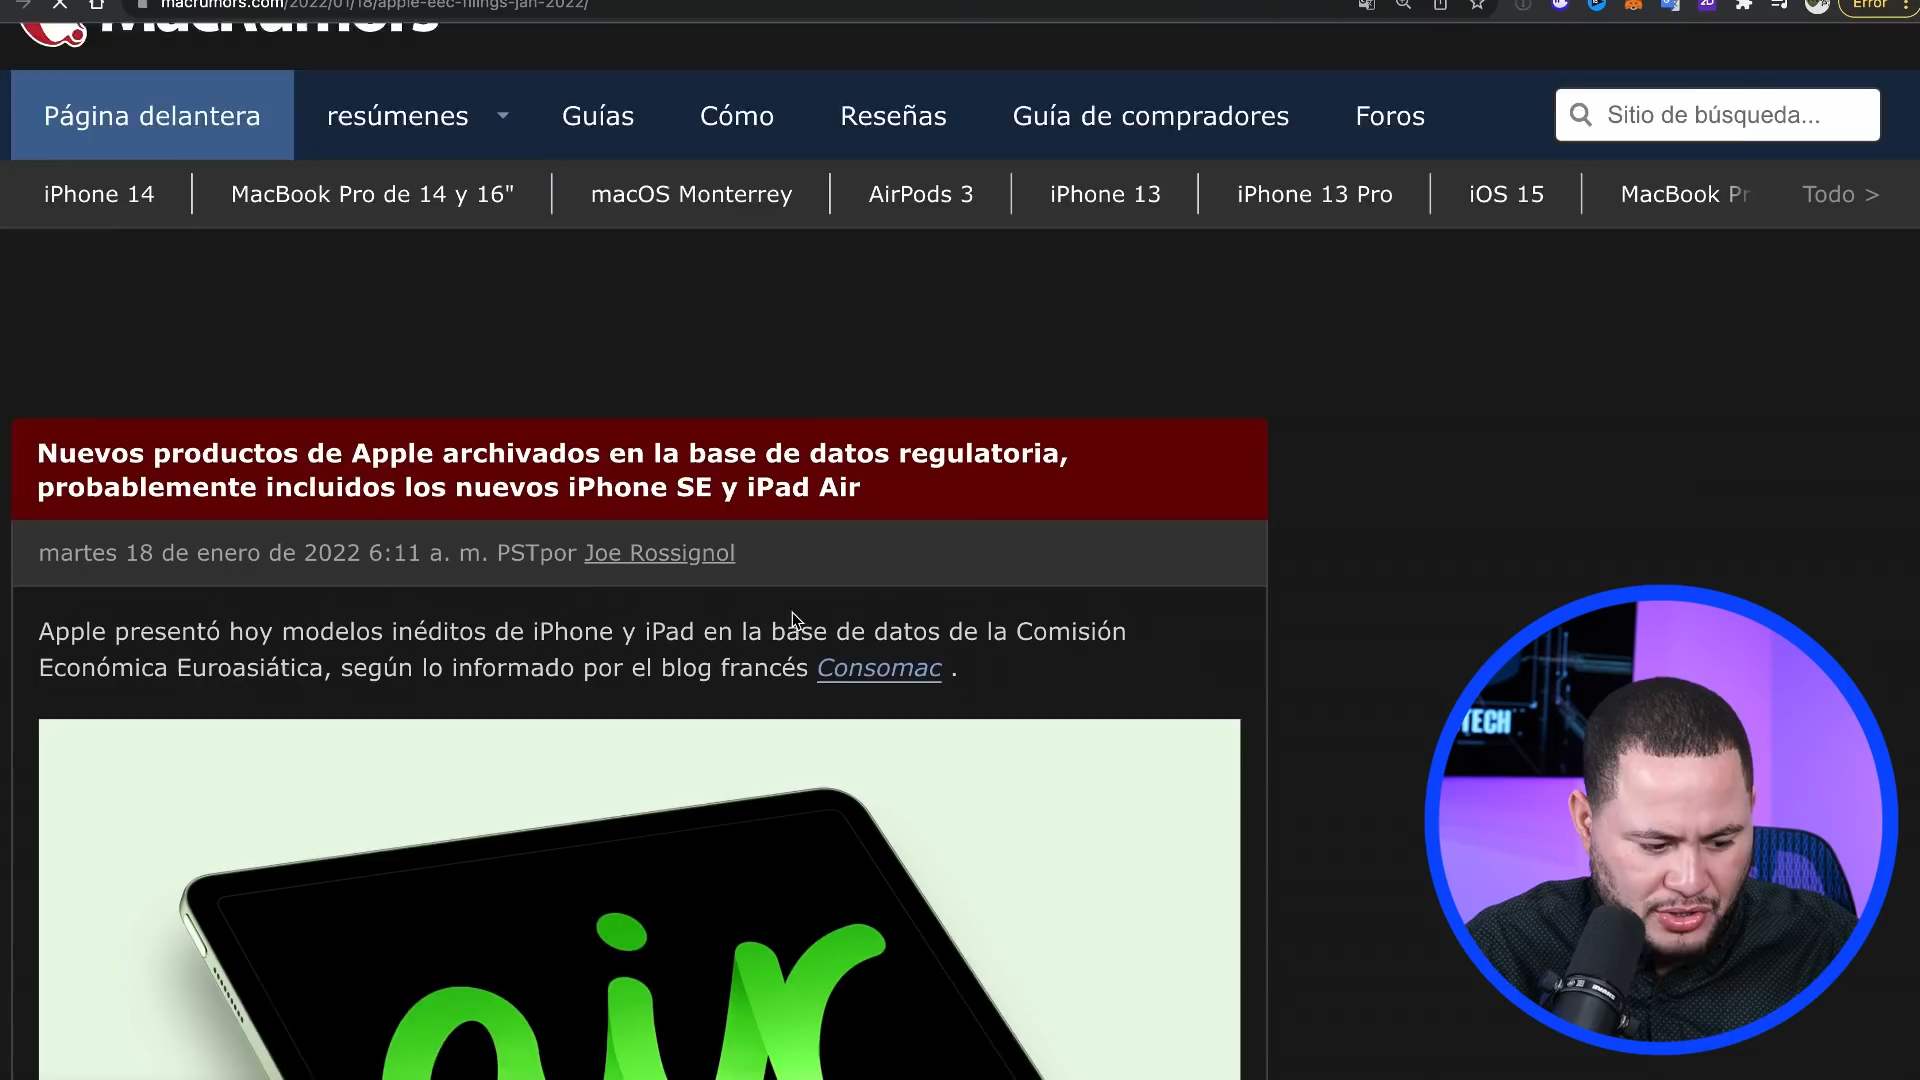 macrumors.com/2022/01/18/apple-eec-filings-jan-2022/
Error
MacRumors
Página delantera
resúmenes
Guías
Cómo
Reseñas
Guía de compradores
Foros
Sitio de búsqueda...
iPhone 14
MacBook Pro de 14 y 16"
macOS Monterrey
AirPods 3
iPhone 13
iPhone 13 Pro
iOS 15
MacBook Pr
Todo >
Nuevos productos de Apple archivados en la base de datos regulatoria,
probablemente incluidos los nuevos iPhone SE y iPad Air
martes 18 de enero de 2022 6:11 a. m. PSTpor Joe Rossignol
Apple presentó hoy modelos inéditos de iPhone y iPad en la base de datos de la Comisión
Económica Euroasiática, según lo informado por el blog francés Consomac .
air
TECH